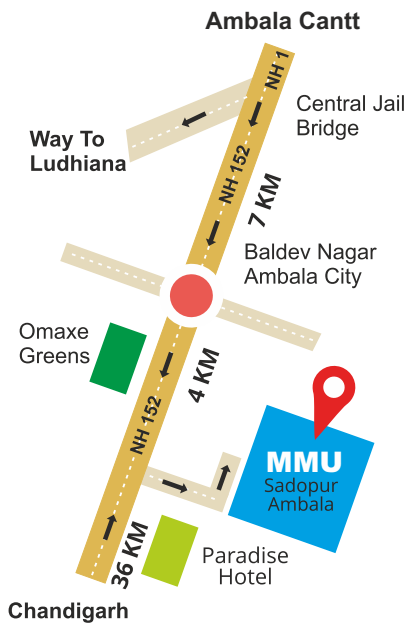 Ambala Cantt
NH 1
Central Jail
Bridge
Way To
Ludhiana
NH 152
7 KM
Baldev Nagar
Ambala City
Omaxe
Greens
4 KM
NH 152
MMU
Sadopur
Ambala
36 KM
Paradise
Hotel
Chandigarh